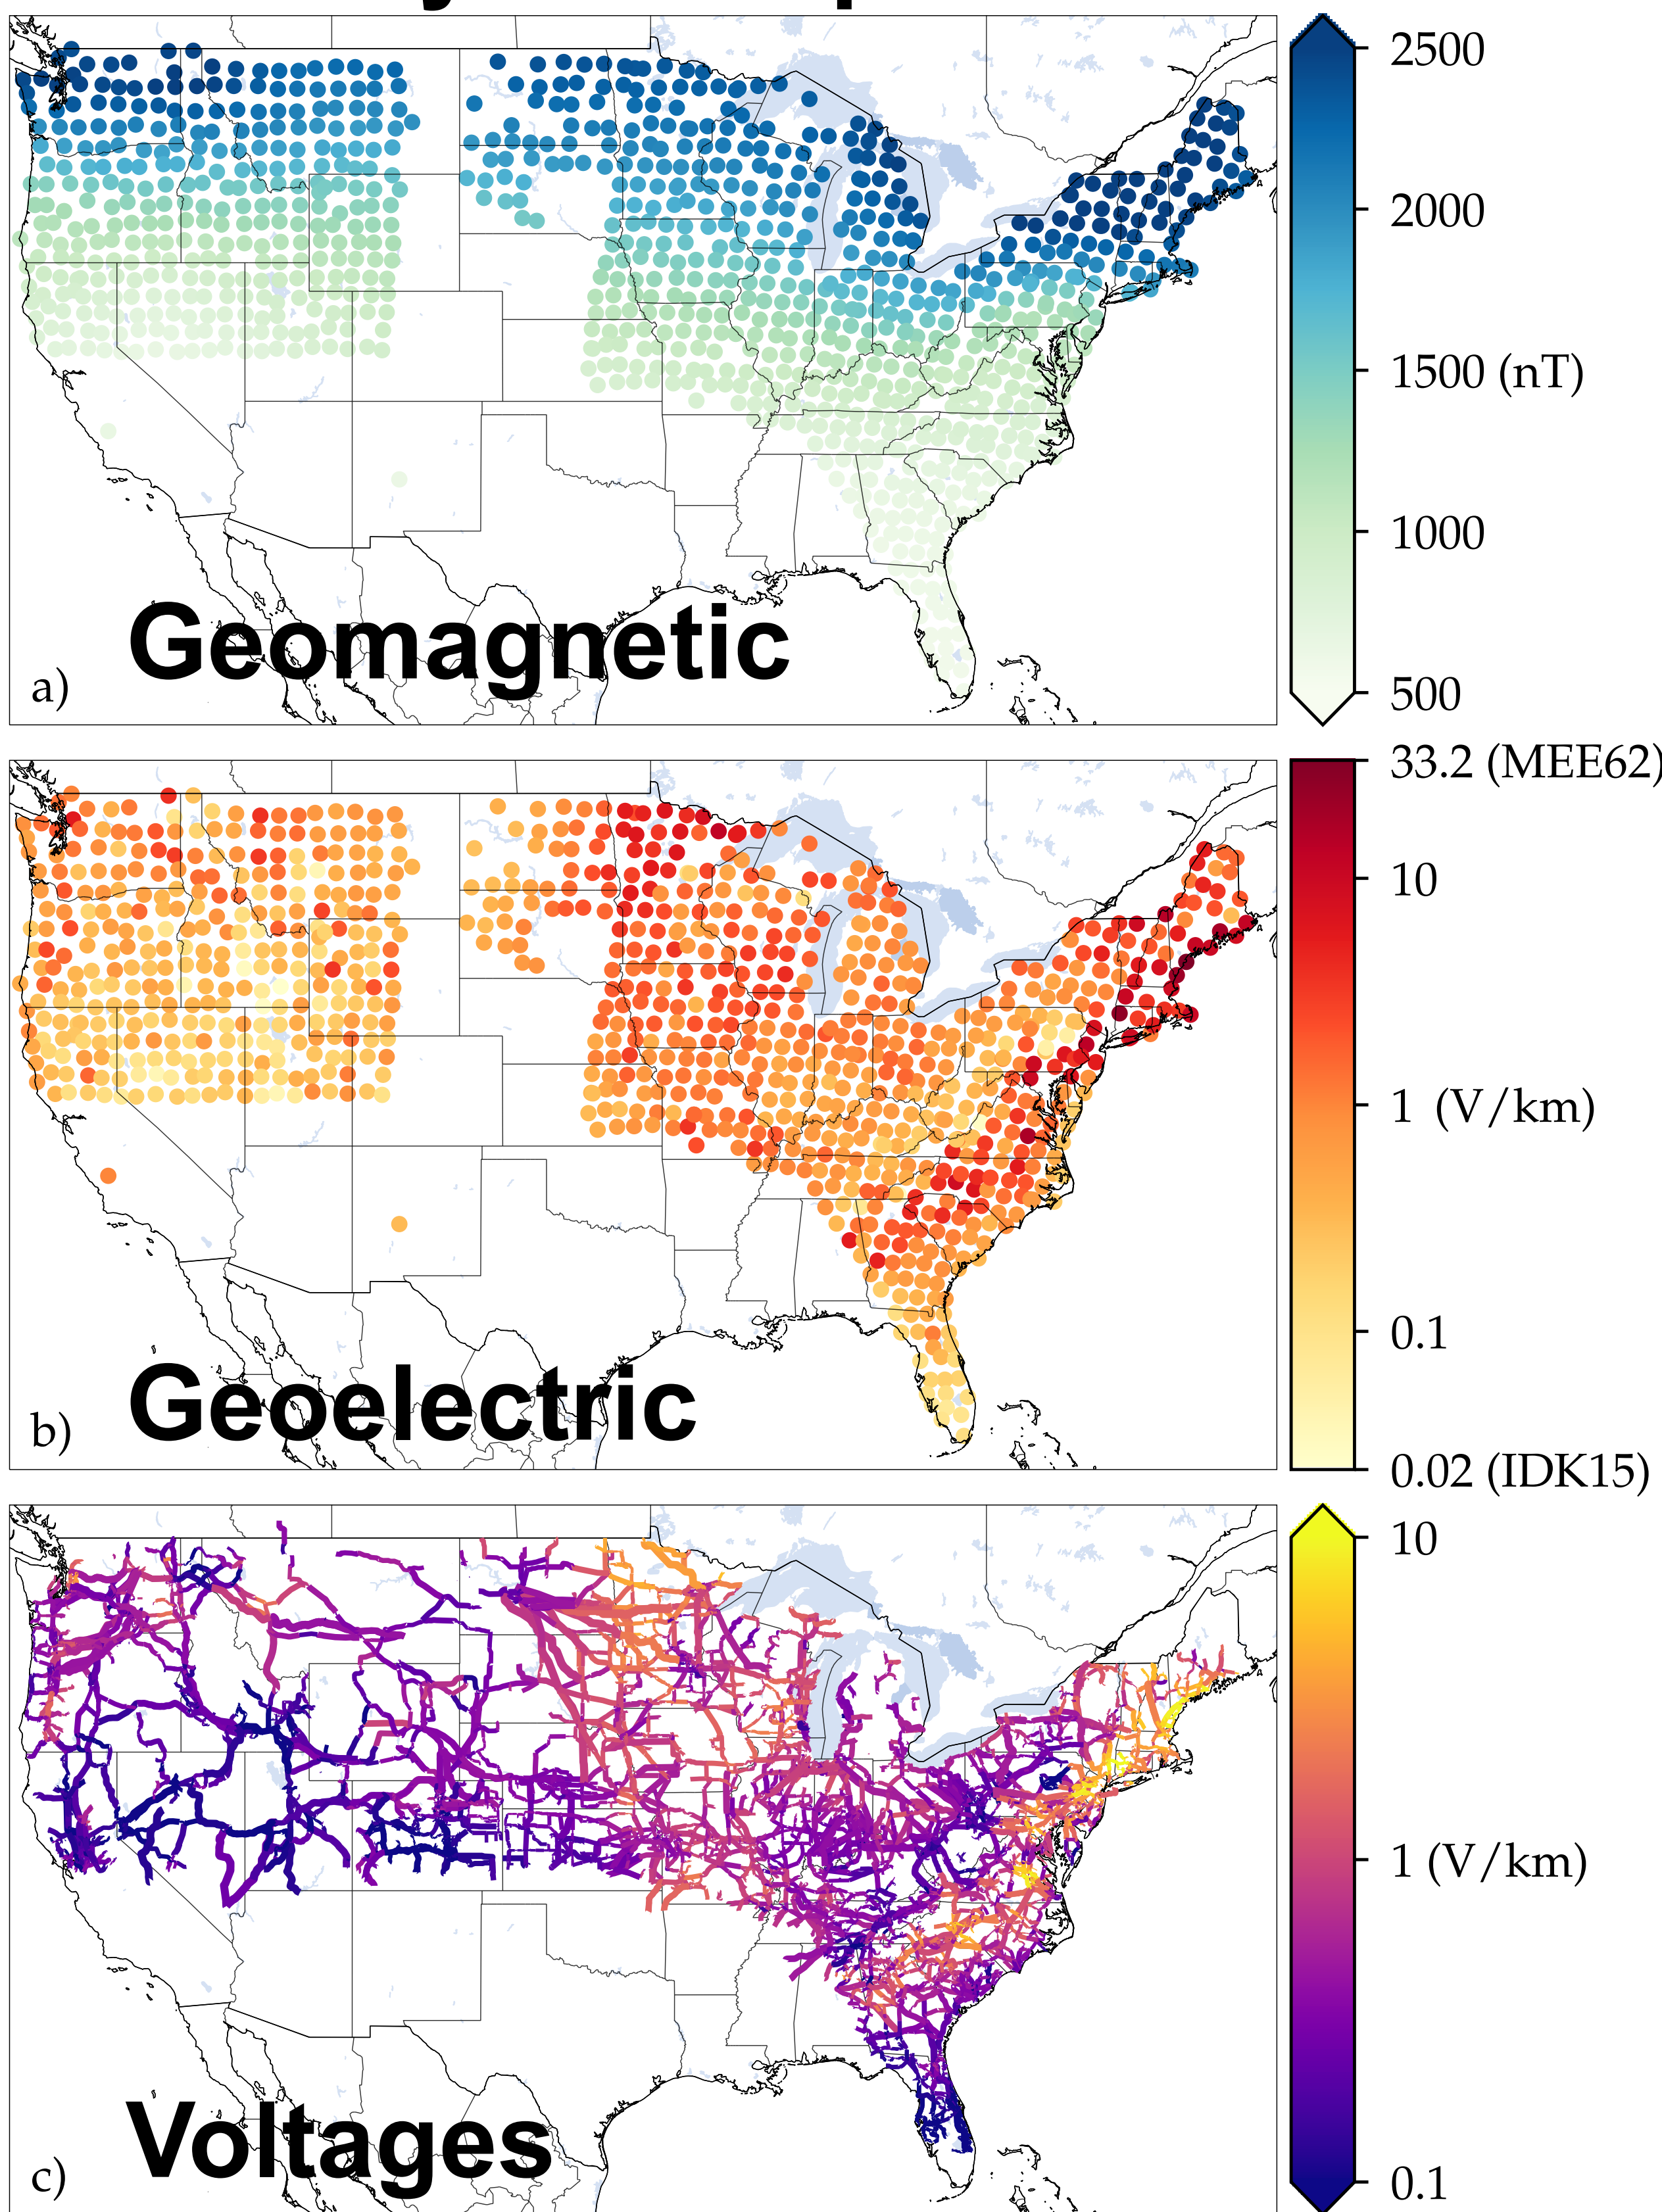 2500
2000
1500 (nT)
1000
500
Geomagnetic
a)
33.2 (MEE62)
10
1 (V/km)
0.1
0.02 (IDK15)
Geoelectric
b)
10
1 (V/km)
0.1
Voltages
c)